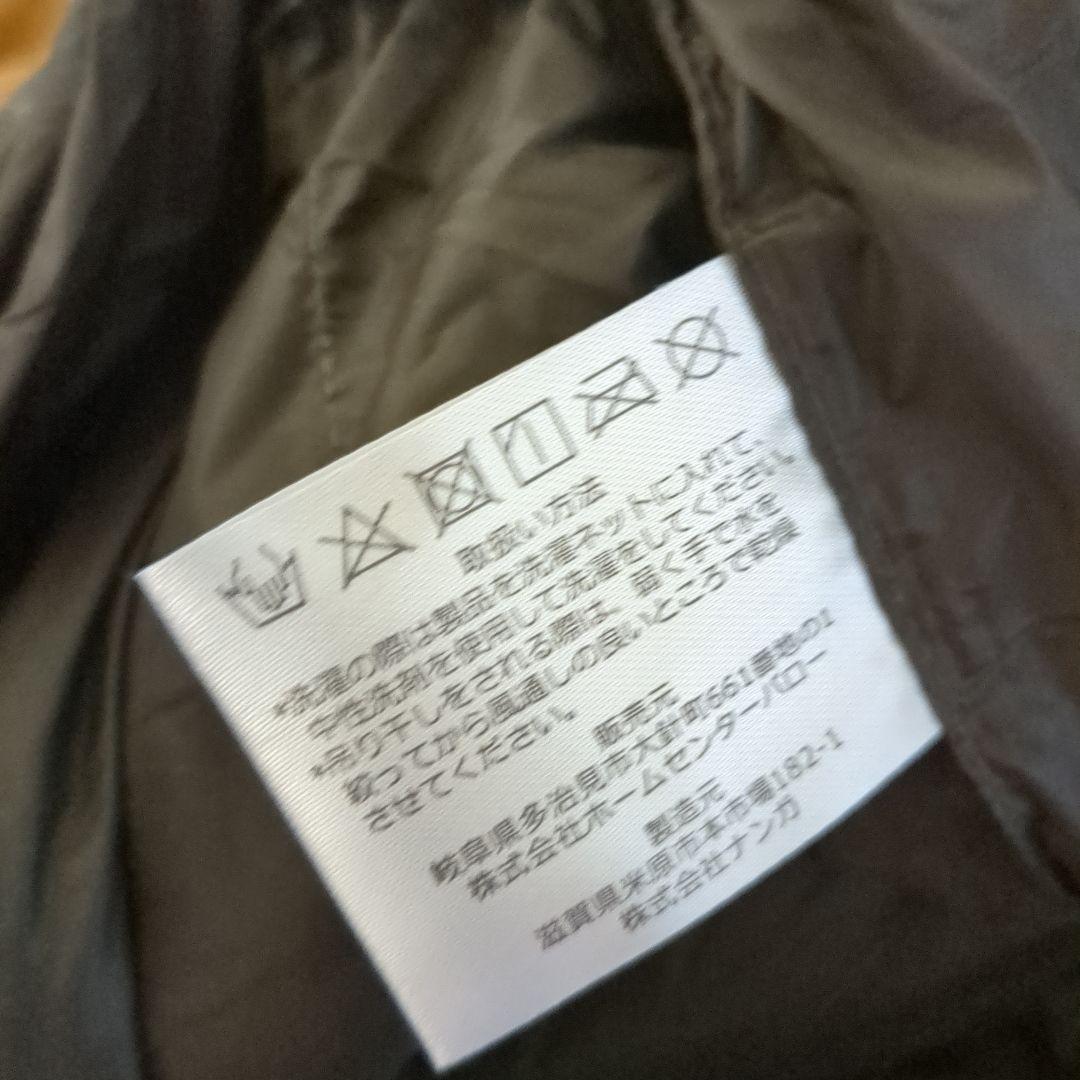 取扱い方法
*洗濯の際は製品を洗濯ネットに入れて、
中性洗剤を使用して洗濯をしてください
*吊り干しをされる際は、軽く手で水を
絞ってから風通しの良いところで乾燥
させてください。
販売元
岐阜県多治見市大針町661番地の1
株式会社ホームセンターバロー
製造元
滋賀県米原市本市場182-1
株式会社ナンガ